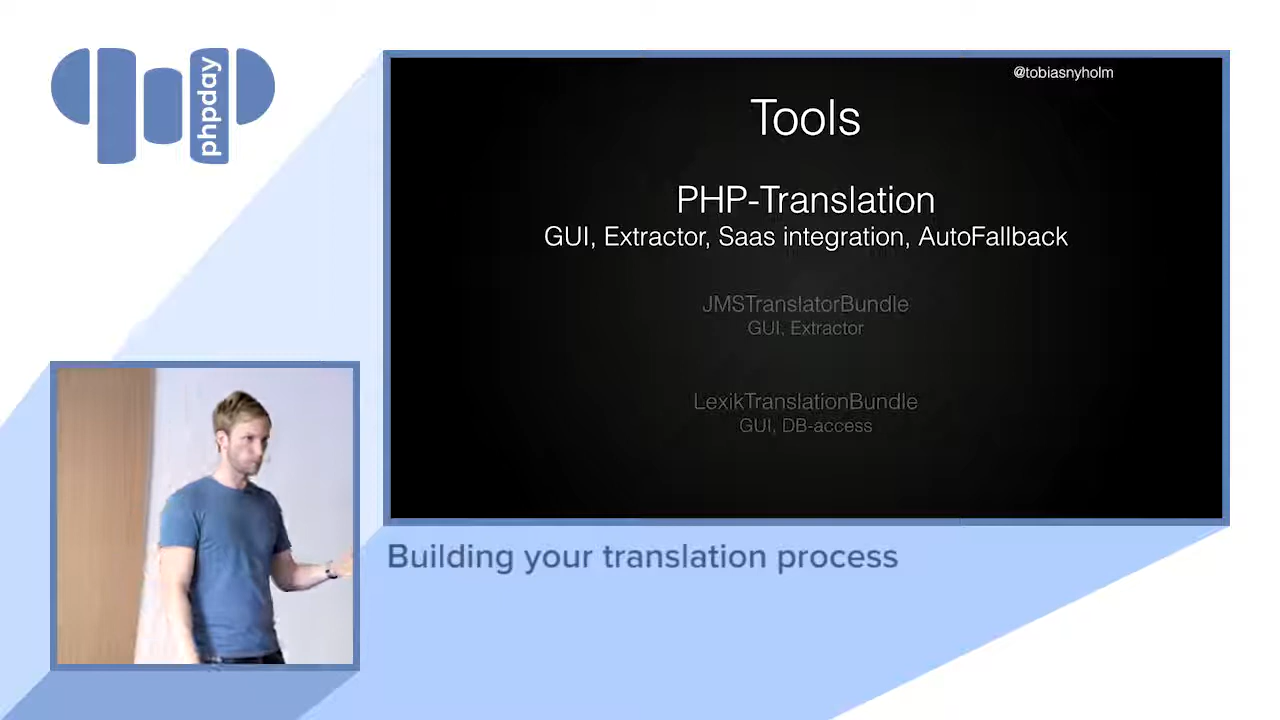 phpday
@tobiasnyholm
Tools
PHP-Translation
GUI, Extractor, Saas integration, AutoFallback
JMSTranslatorBundle
GUI, Extractor
LexikTranslationBundle
GUI, DB-access
Building your translation process